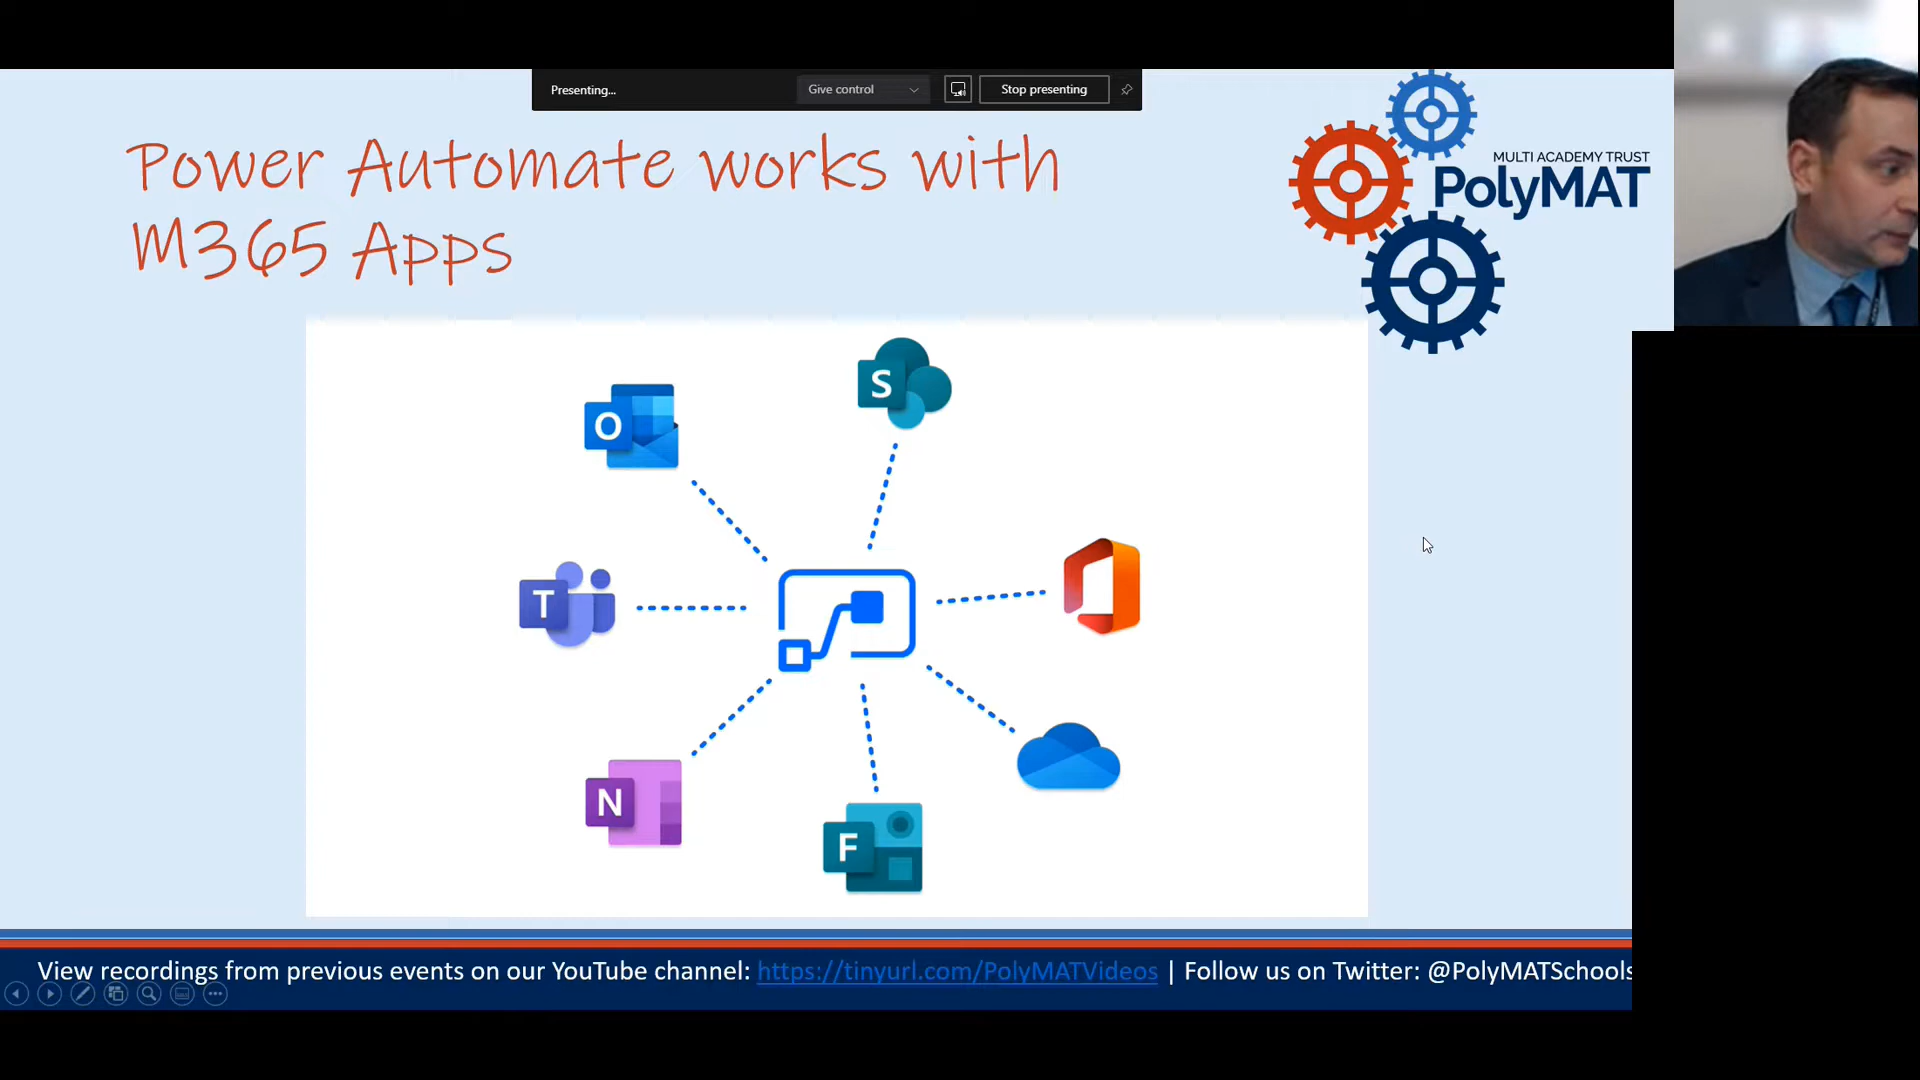 Presenting...
Give control
Stop presenting
Power Automate works with
M365 Apps
MULTI ACADEMY TRUST
PolyMAT
S
O
T
N
F
View recordings from previous events on our YouTube channel: https://tinyurl.com/PolyMATVideos | Follow us on Twitter: @PolyMATSchools